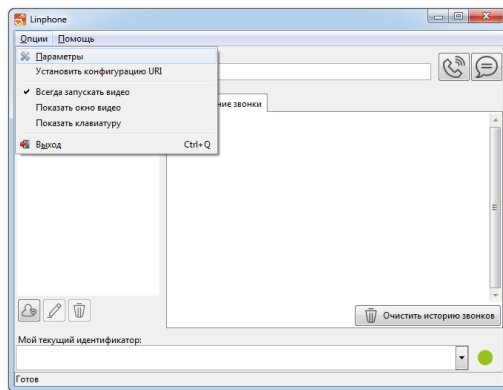 Linphone
Опции Помощь
Параметры
Установить конфигурацию URI
Всегда запускать видео
Показать окно видео
Показать клавиатуру
Выход Ctrl+Q
звонки
Очистить историю звонков
Мой текущий идентификатор:
Готов